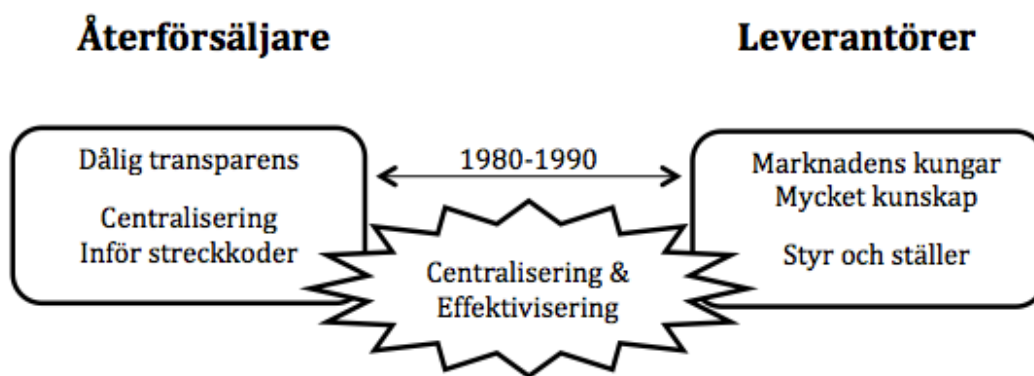 Återförsäljare
Leverantörer
Dålig transparens
Centralisering
Inför streckkoder
1980-1990
Centralisering &
Effektivisering
Marknadens kungar
Mycket kunskap
Styr och ställer